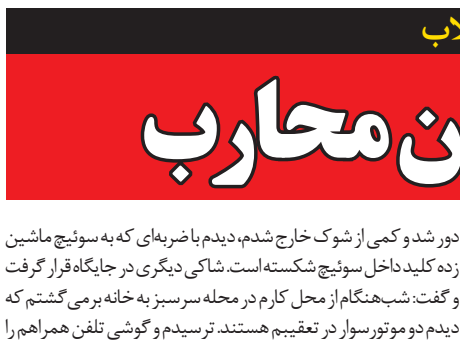 لاب
ن محارب
دور شد و کمی از شوک خارج شدم، دیدم با ضربه‌ای که به سوئیچ ماشین
زده کلید داخل سوئیچ شکسته است. شاکی دیگری در جایگاه قرار گرفت
و گفت: شب‌هنگام از محل کارم در محله سرسبز به خانه برمی‌گشتم که
دیدم دو موتورسوار در تعقیبم هستند. ترسیدم و گوشی تلفن همراهم را